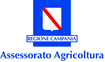 REGIONE CAMPANIA
Assessorato Agricoltura